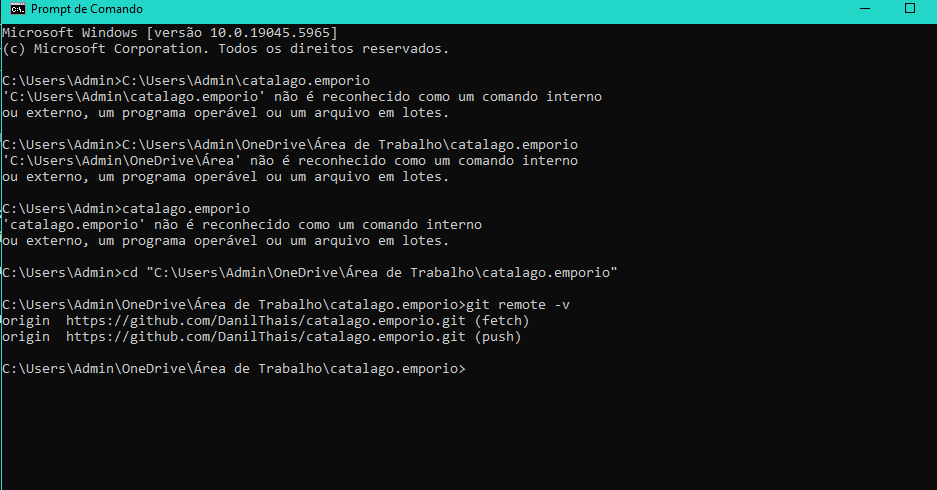 Prompt de Comando
Microsoft Windows [versão 10.0.19045.5965]
(c) Microsoft Corporation. Todos os direitos reservados.
C:\Users\Admin>C:\Users\Admin\catalago.emporio
'C:\Users\Admin\catalago.emporio' não é reconhecido como um comando interno
ou externo, um programa operável ou um arquivo em lotes.
C:\Users\Admin>C:\Users\Admin\OneDrive\Área de Trabalho\catalago.emporio
'C:\Users\Admin\OneDrive\Área' não é reconhecido como um comando interno
ou externo, um programa operável ou um arquivo em lotes.
C:\Users\Admin>catalago.emporio
'catalago.emporio' não é reconhecido como um comando interno
ou externo, um programa operável ou um arquivo em lotes.
C:\Users\Admin>cd "C:\Users\Admin\OneDrive\Área de Trabalho\catalago.emporio"
C:\Users\Admin\OneDrive\Área de Trabalho\catalago.emporio>git remote -v
origin  https://github.com/DanilThais/catalago.emporio.git (fetch)
origin  https://github.com/DanilThais/catalago.emporio.git (push)
C:\Users\Admin\OneDrive\Área de Trabalho\catalago.emporio>